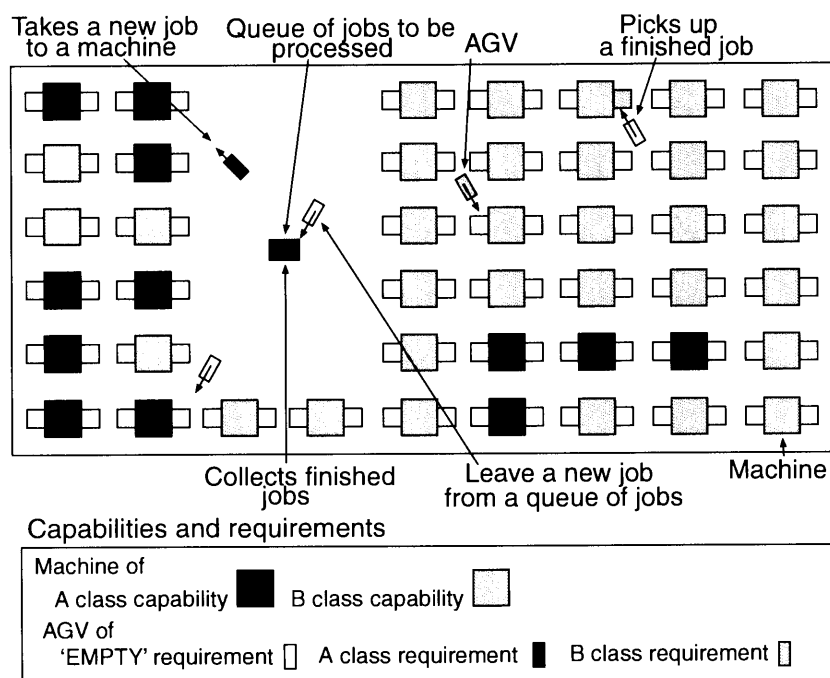 Takes a new job
to a machine
Queue of jobs to be
processed
AGV
Picks up
a finished job
Collects finished
jobs
Leave a new job
from a queue of jobs
Machine
Capabilities and requirements
Machine of
A class capability
B class capability
AGV of
'EMPTY' requirement
A class requirement
B class requirement